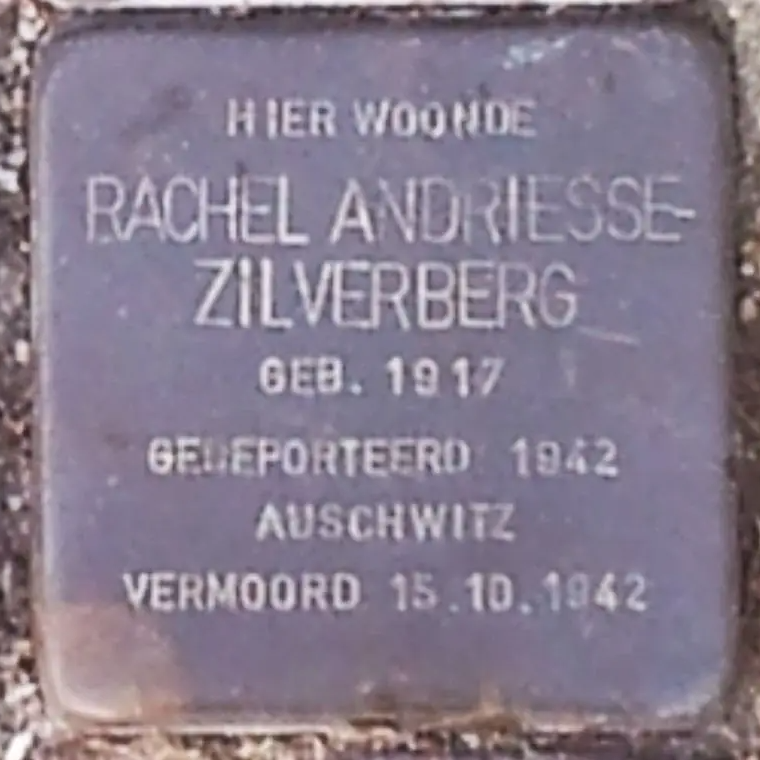 HIER WOONDE
RACHEL ANDRIESSE-
ZILVERBERG
GEB. 1917
GEDEPORTEERD 1942
AUSCHWITZ
VERMOORD 15.10.1942